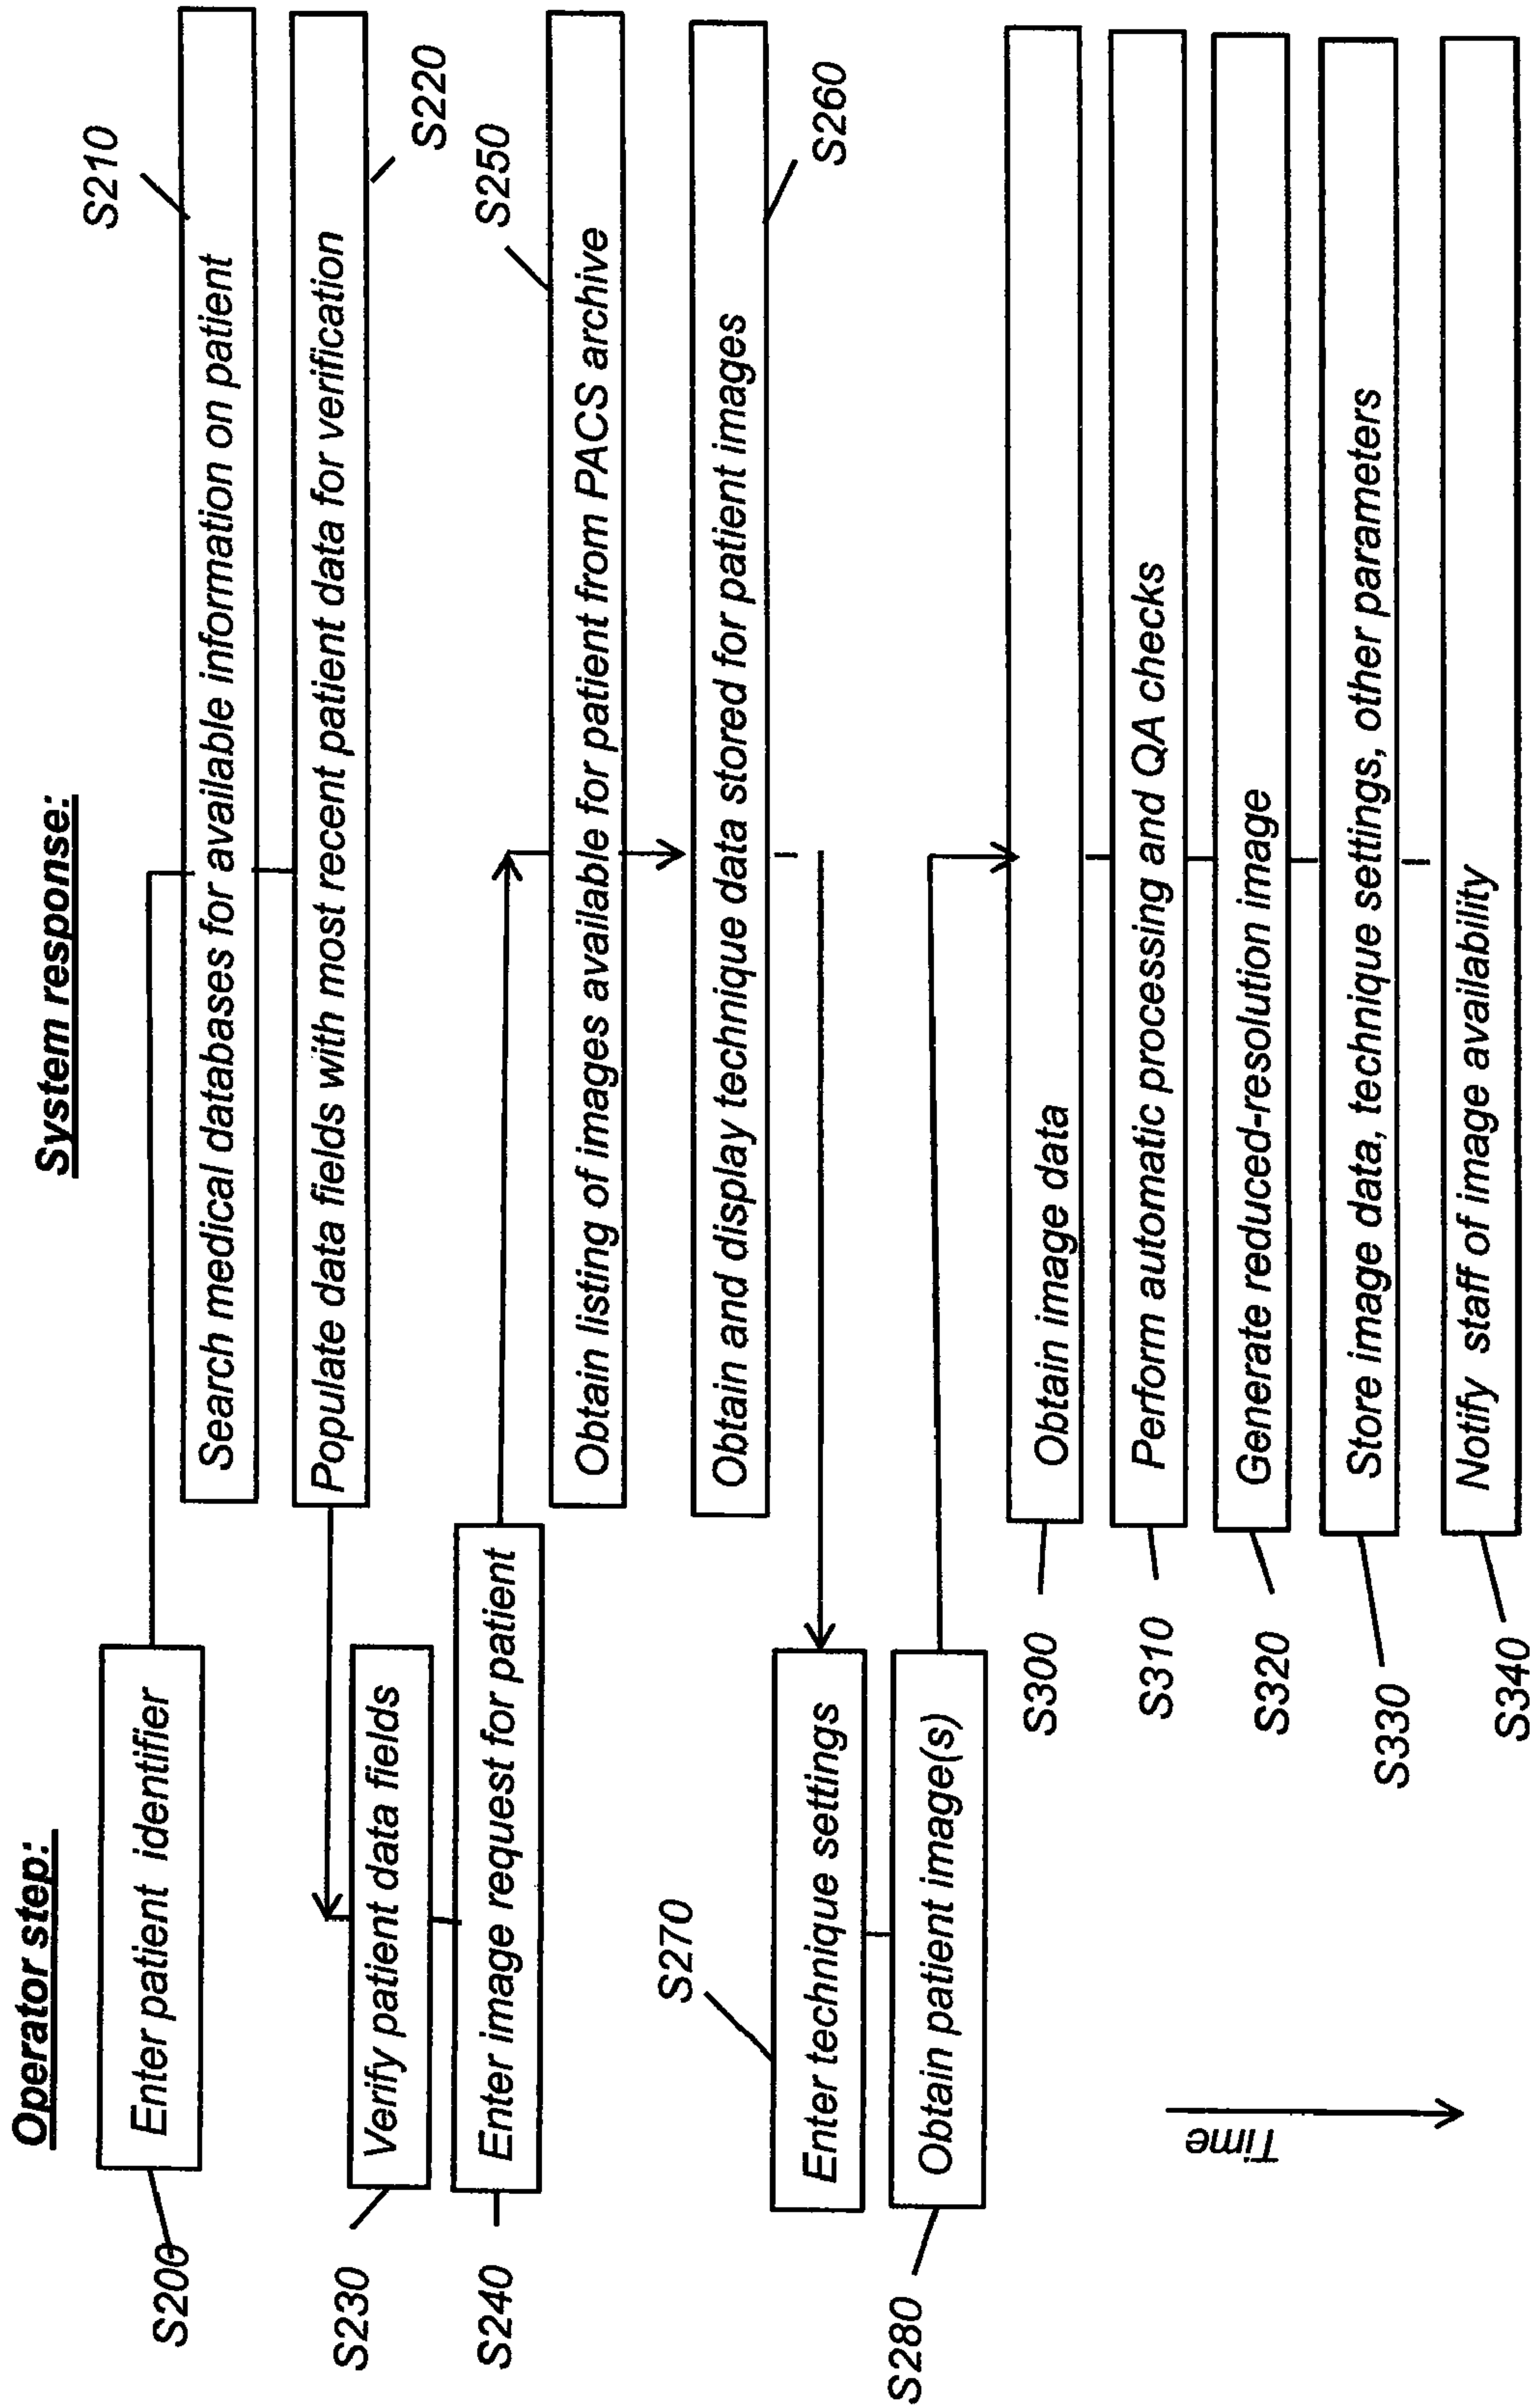 Operator step:
System response:
S200
Enter patient identifier
S210
Search medical databases for available information on patient
Populate data fields with most recent patient data for verification
S220
S230
Verify patient data fields
S240
Enter image request for patient
S250
Obtain listing of images available for patient from PACS archive
Obtain and display technique data stored for patient images
S260
S270
Enter technique settings
S280
Obtain patient image(s)
S300
Obtain image data
S310
Perform automatic processing and QA checks
S320
Generate reduced-resolution image
S330
Store image data, technique settings, other parameters
S340
Notify staff of image availability
Time